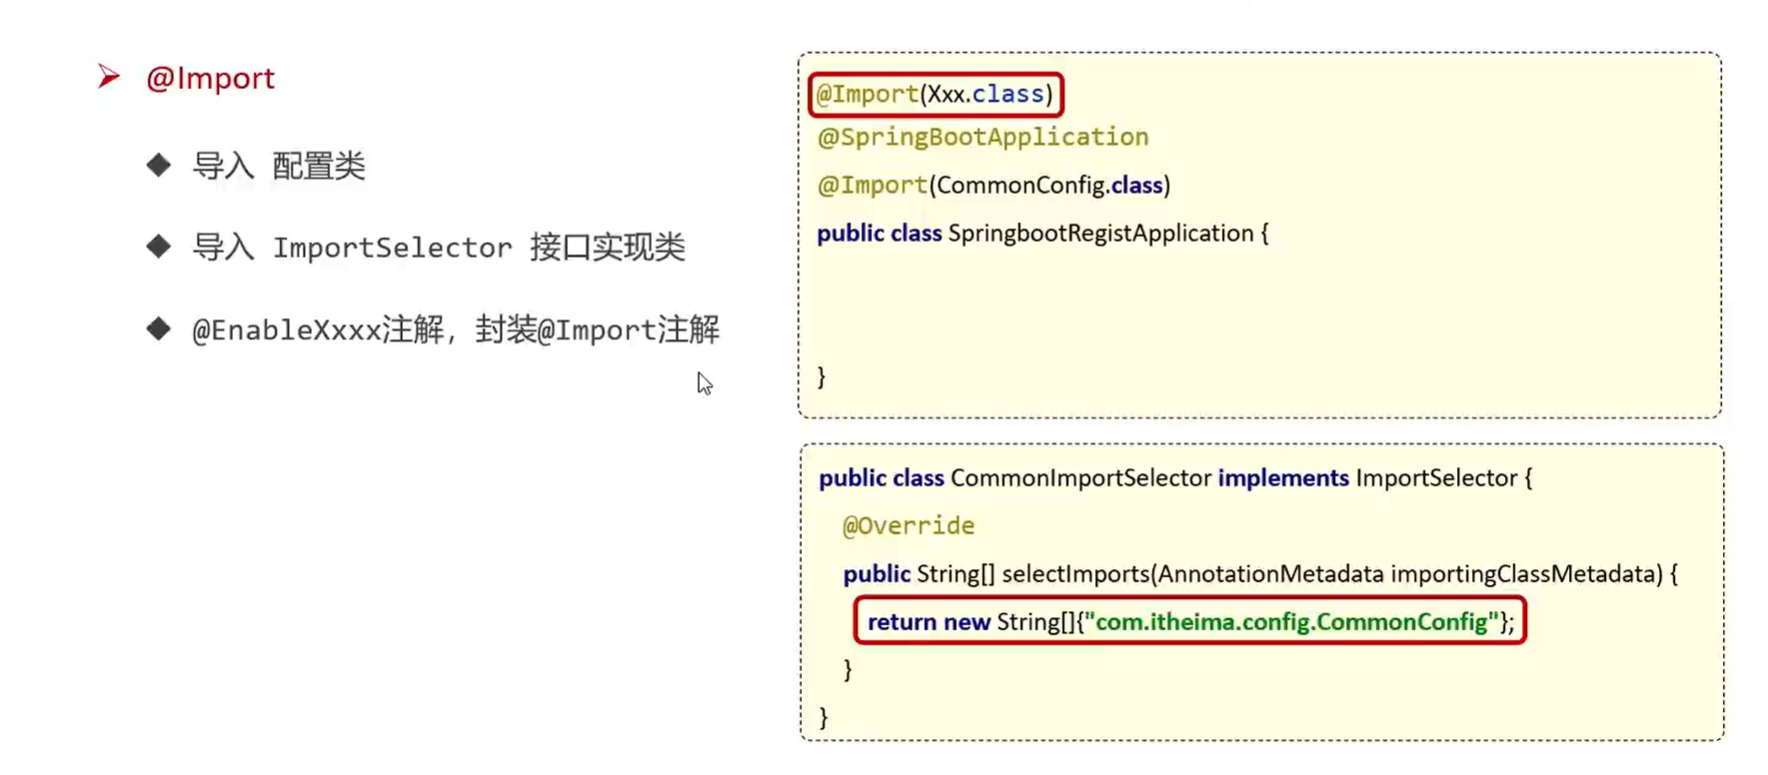 @Import
导入 配置类
导入 ImportSelector 接口实现类
@EnableXxxx注解，封装@Import注解
@Import(Xxx.class)
@SpringBootApplication
@Import(CommonConfig.class)
public class SpringbootRegistApplication {
}
public class CommonImportSelector implements ImportSelector {
@Override
public String[] selectImports(AnnotationMetadata importingClassMetadata) {
return new String[]{"com.itheima.config.CommonConfig"};
}
}